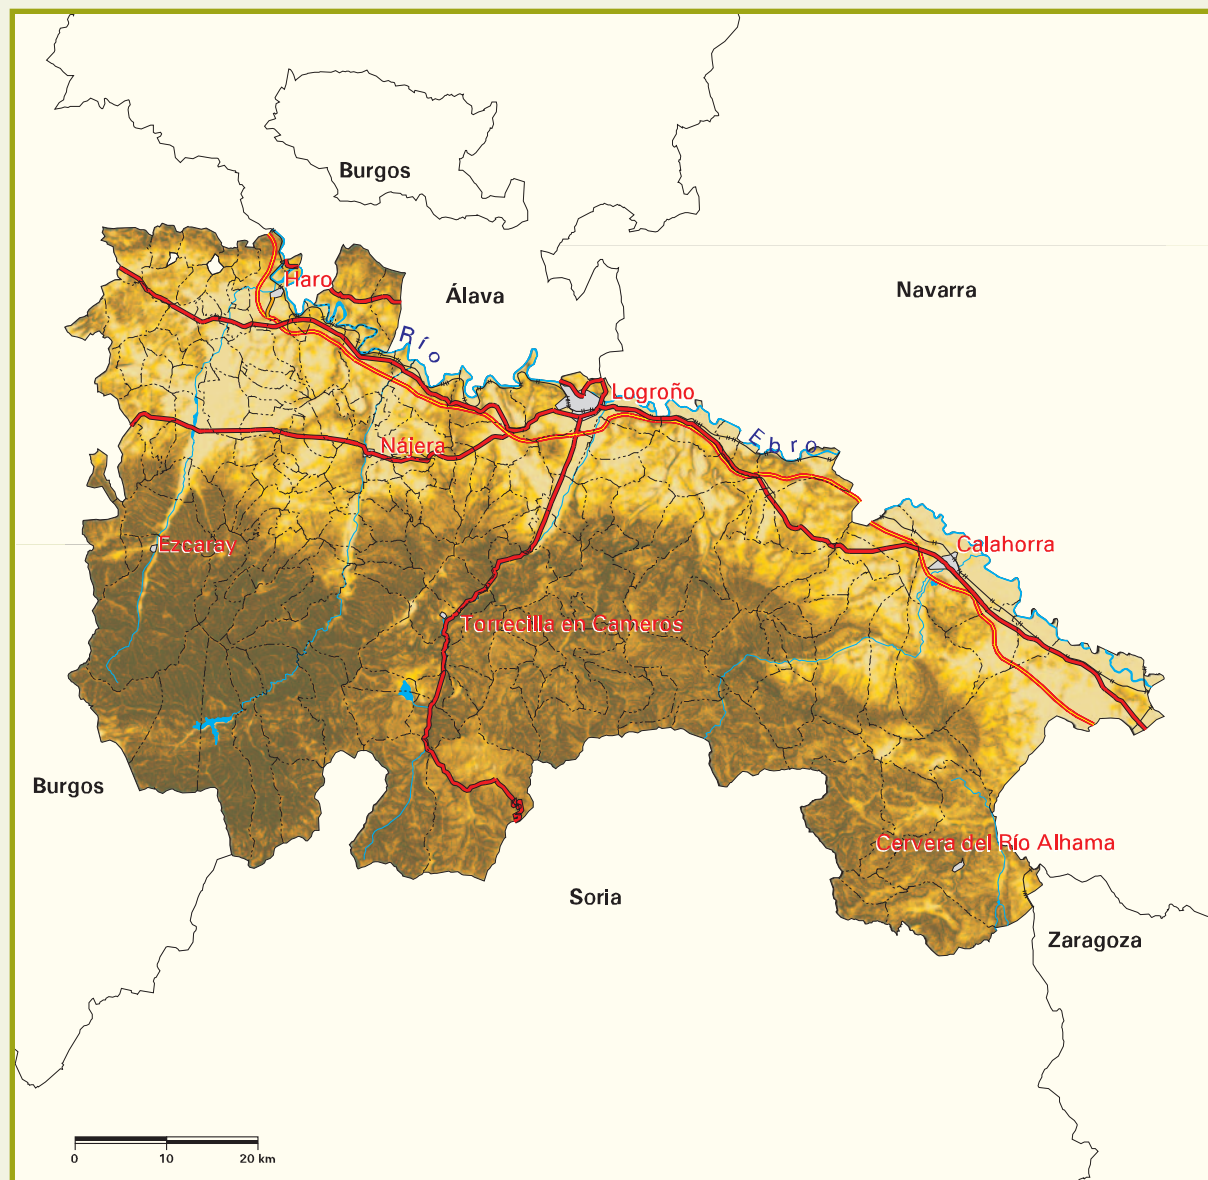 Burgos
Haro
Álava
Navarra
Río
Logroño
Ebro
Nájera
Ezcaray
Calahorra
Torrecilla en Cameros
Burgos
Cervera del Río Alhama
Soria
Zaragoza
0 10 20 km